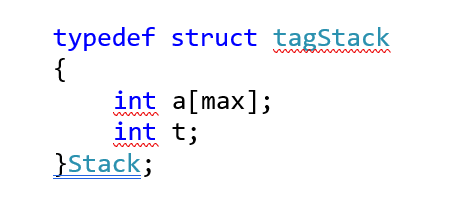 typedef struct tagStack
{
int a[max];
int t;
}Stack;